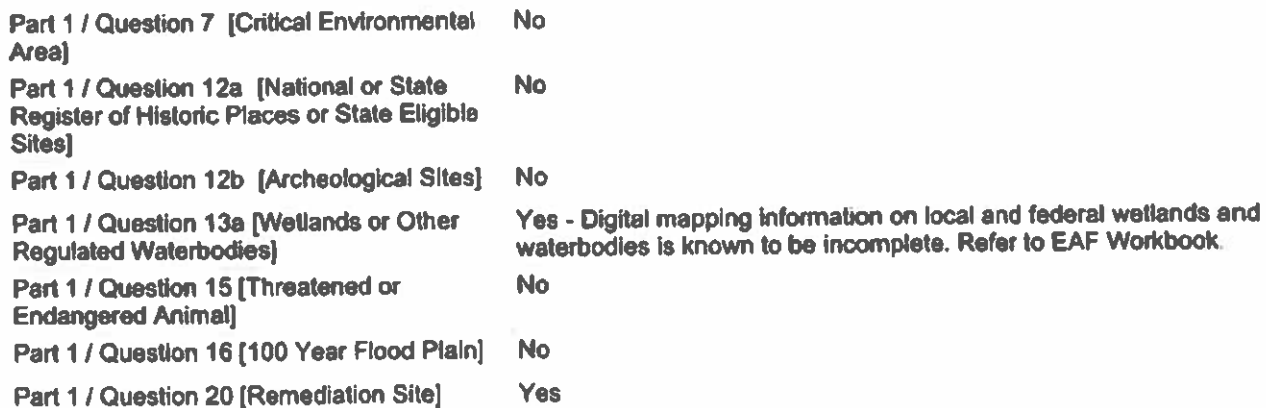 Part 1 / Question 7 [Critical Environmental Area] No
Part 1 / Question 12a [National or State Register of Historic Places or State Eligible Sites] No
Part 1 / Question 12b [Archeological Sites] No
Part 1 / Question 13a [Wetlands or Other Regulated Waterbodies] Yes - Digital mapping information on local and federal wetlands and waterbodies is known to be incomplete. Refer to EAF Workbook.
Part 1 / Question 15 [Threatened or Endangered Animal] No
Part 1 / Question 16 [100 Year Flood Plain] No
Part 1 / Question 20 [Remediation Site] Yes